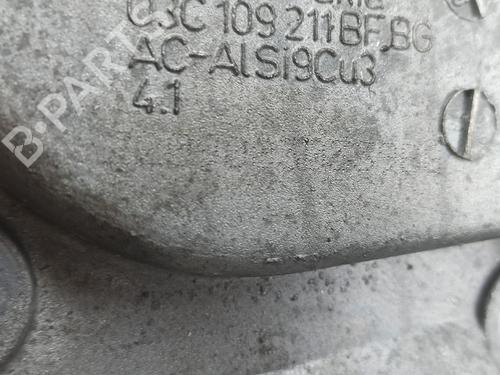 03C 109 211 BF,BG
AC-AlSi9Cu3
4.1
B-PARTS